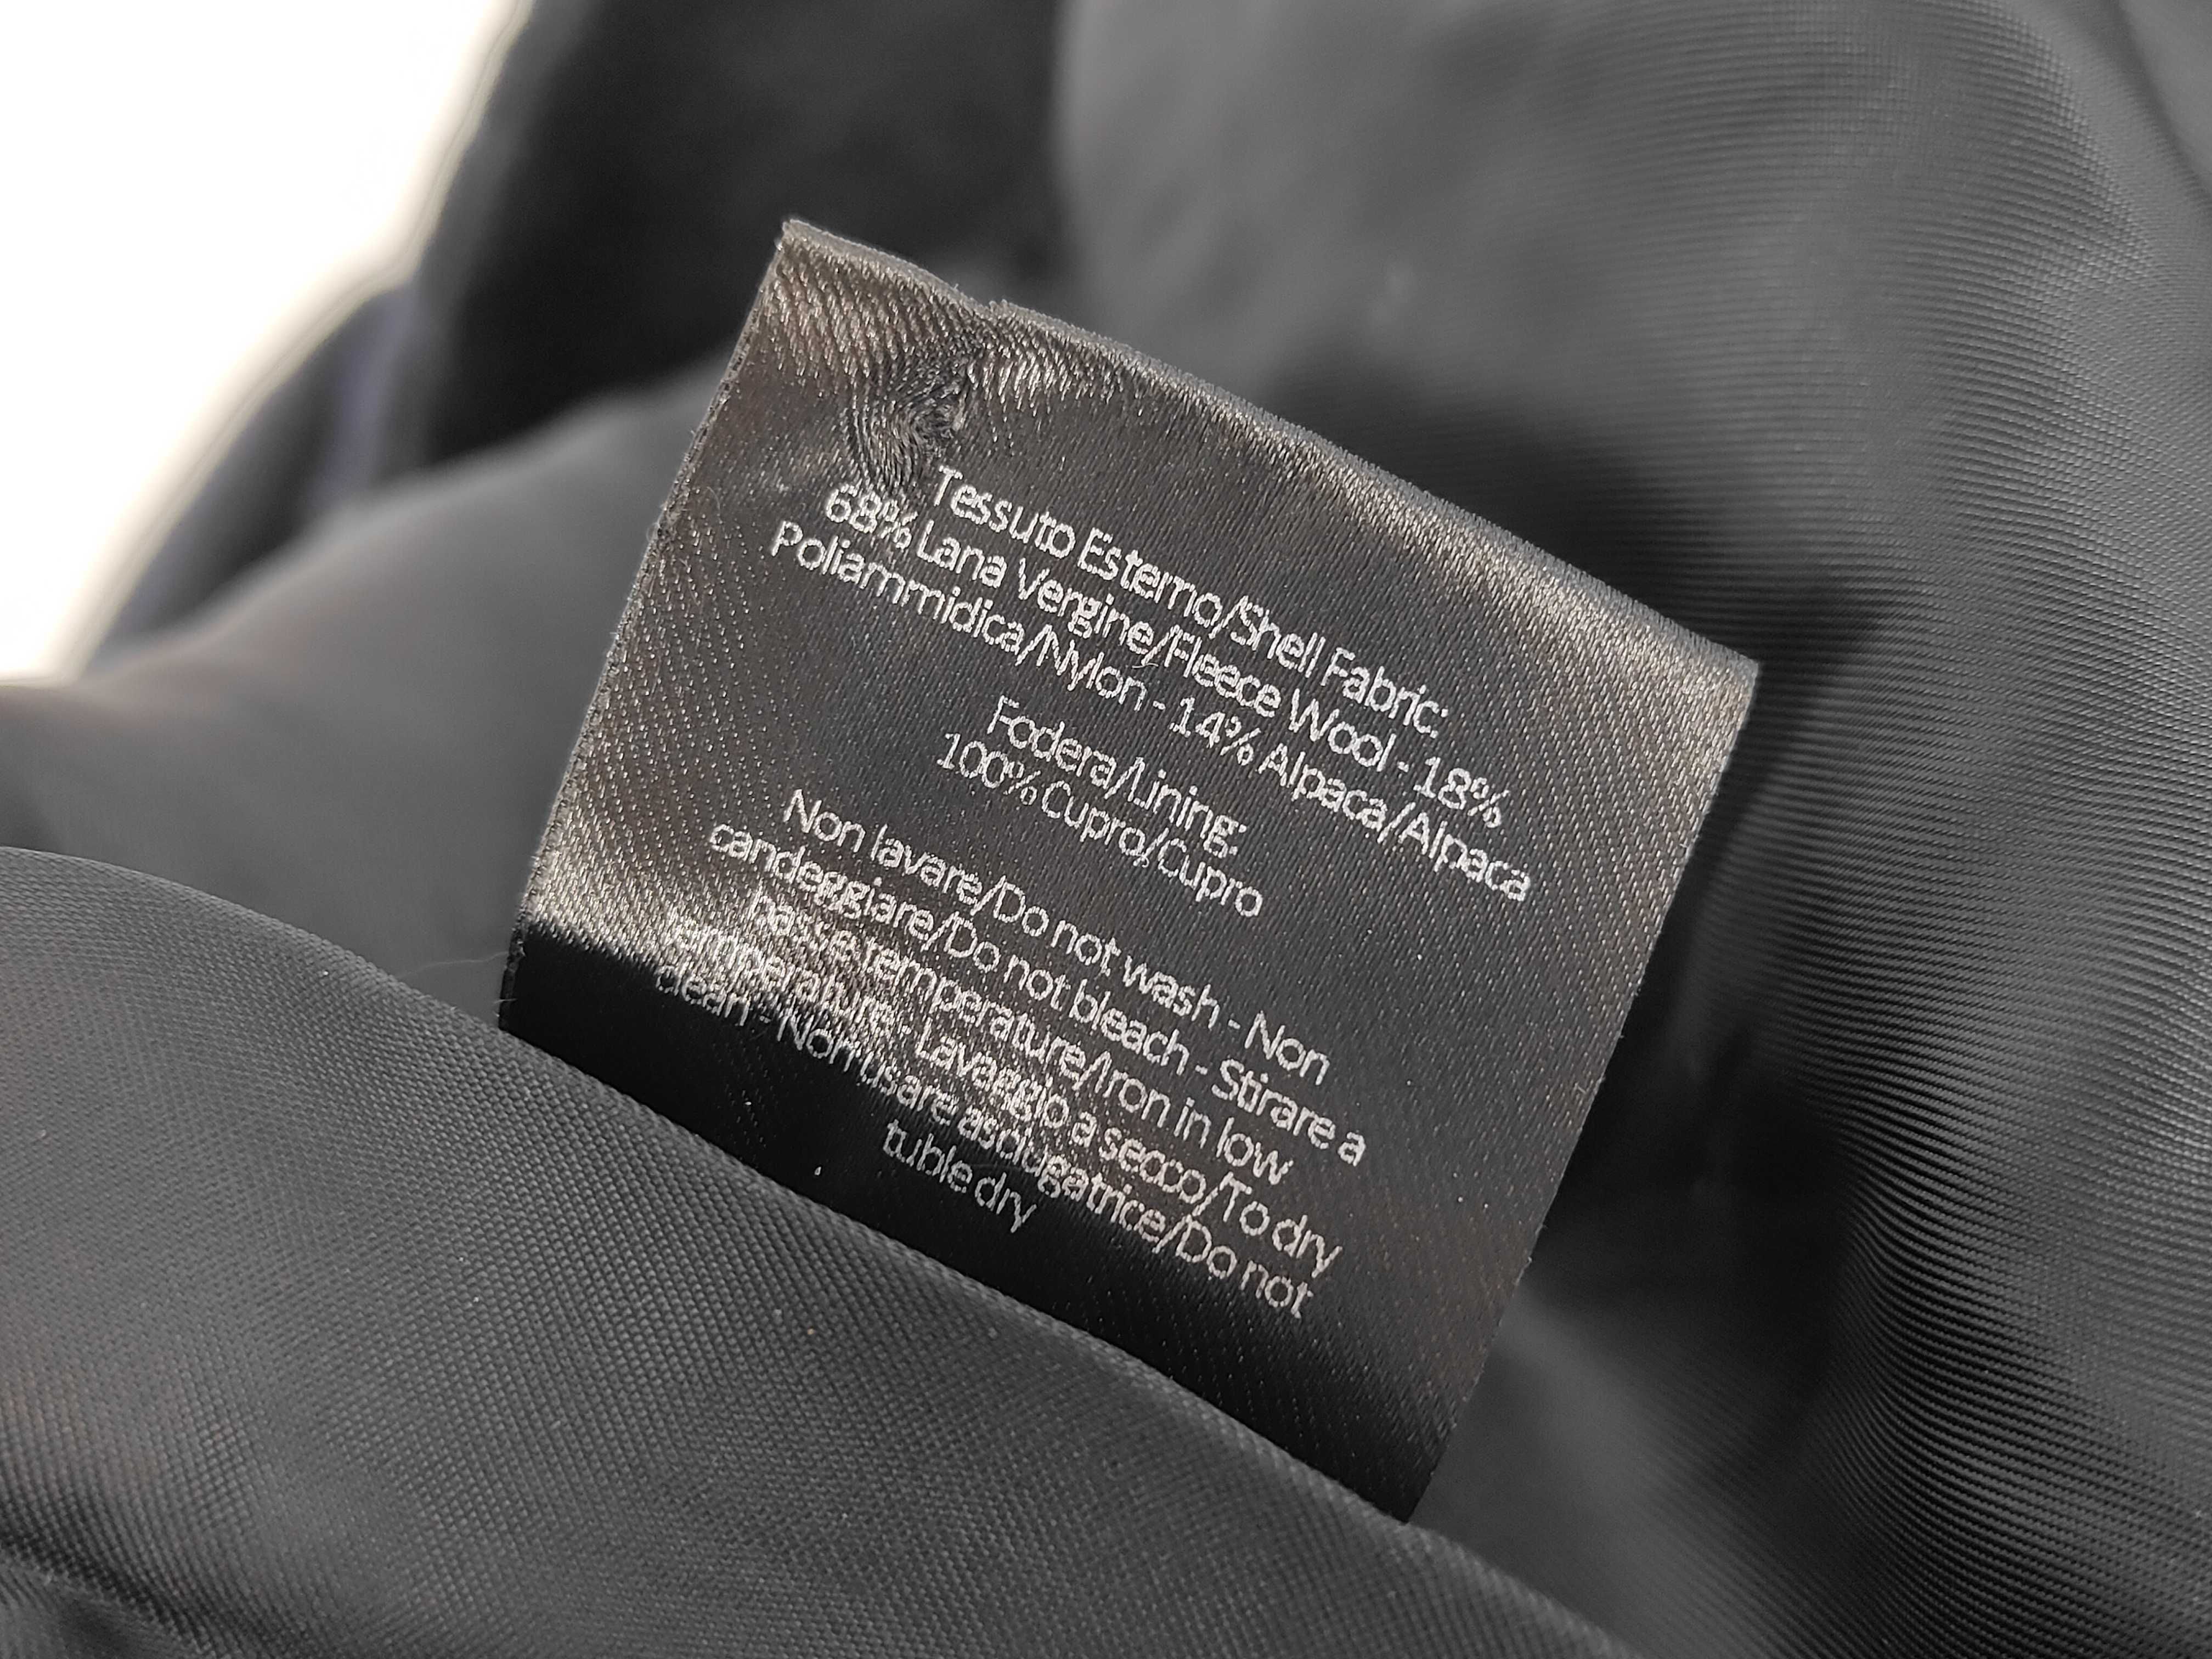 Tessuto Esterno/Shell Fabric:
68% Lana Vergine/Fleece Wool - 18%
Poliammidica/Nylon - 14% Alpaca/Alpaca
Fodera/Lining:
100% Cupro/Cupro
Non lavare/Do not wash - Non
candeggiare/Do not bleach - Stirare a
basse temperature/Iron in low
temperature - Lavaggio a secco/To dry
clean - Non usare asciugatrice/Do not
tuble dry